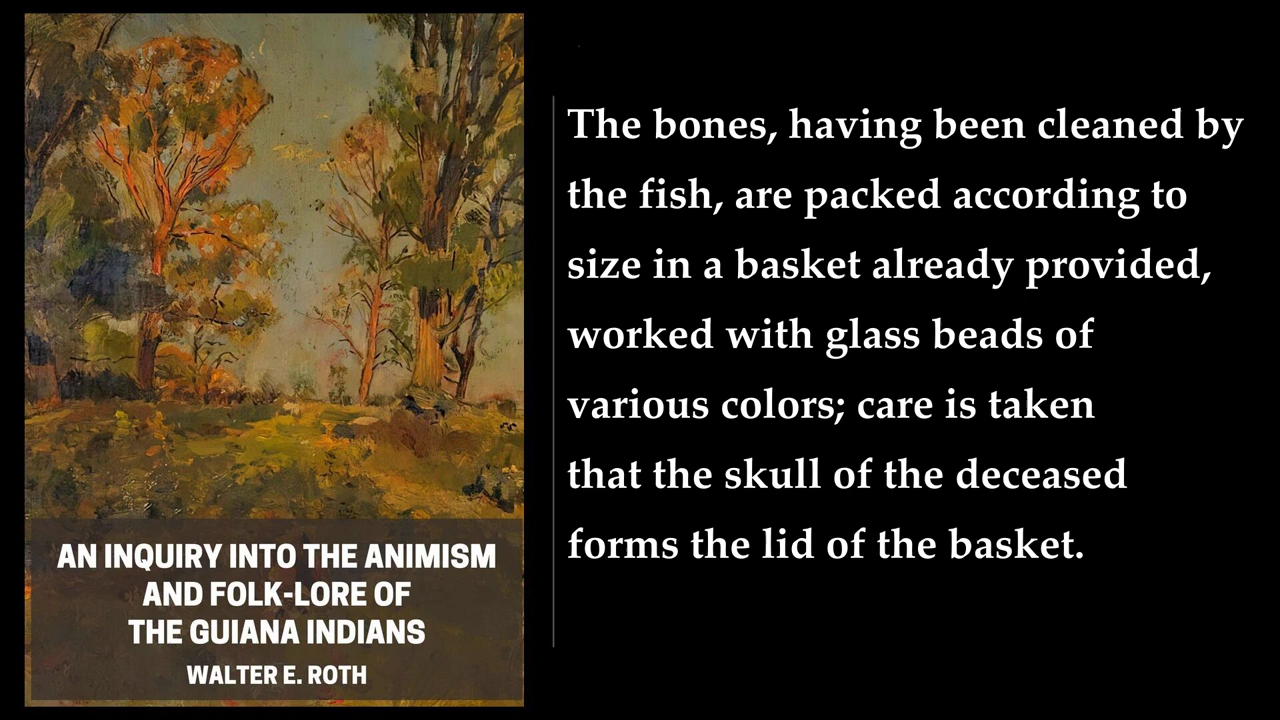 AN INQUIRY INTO THE ANIMISM
AND FOLK-LORE OF
THE GUIANA INDIANS
WALTER E. ROTH
The bones, having been cleaned by
the fish, are packed according to
size in a basket already provided,
worked with glass beads of
various colors; care is taken
that the skull of the deceased
forms the lid of the basket.